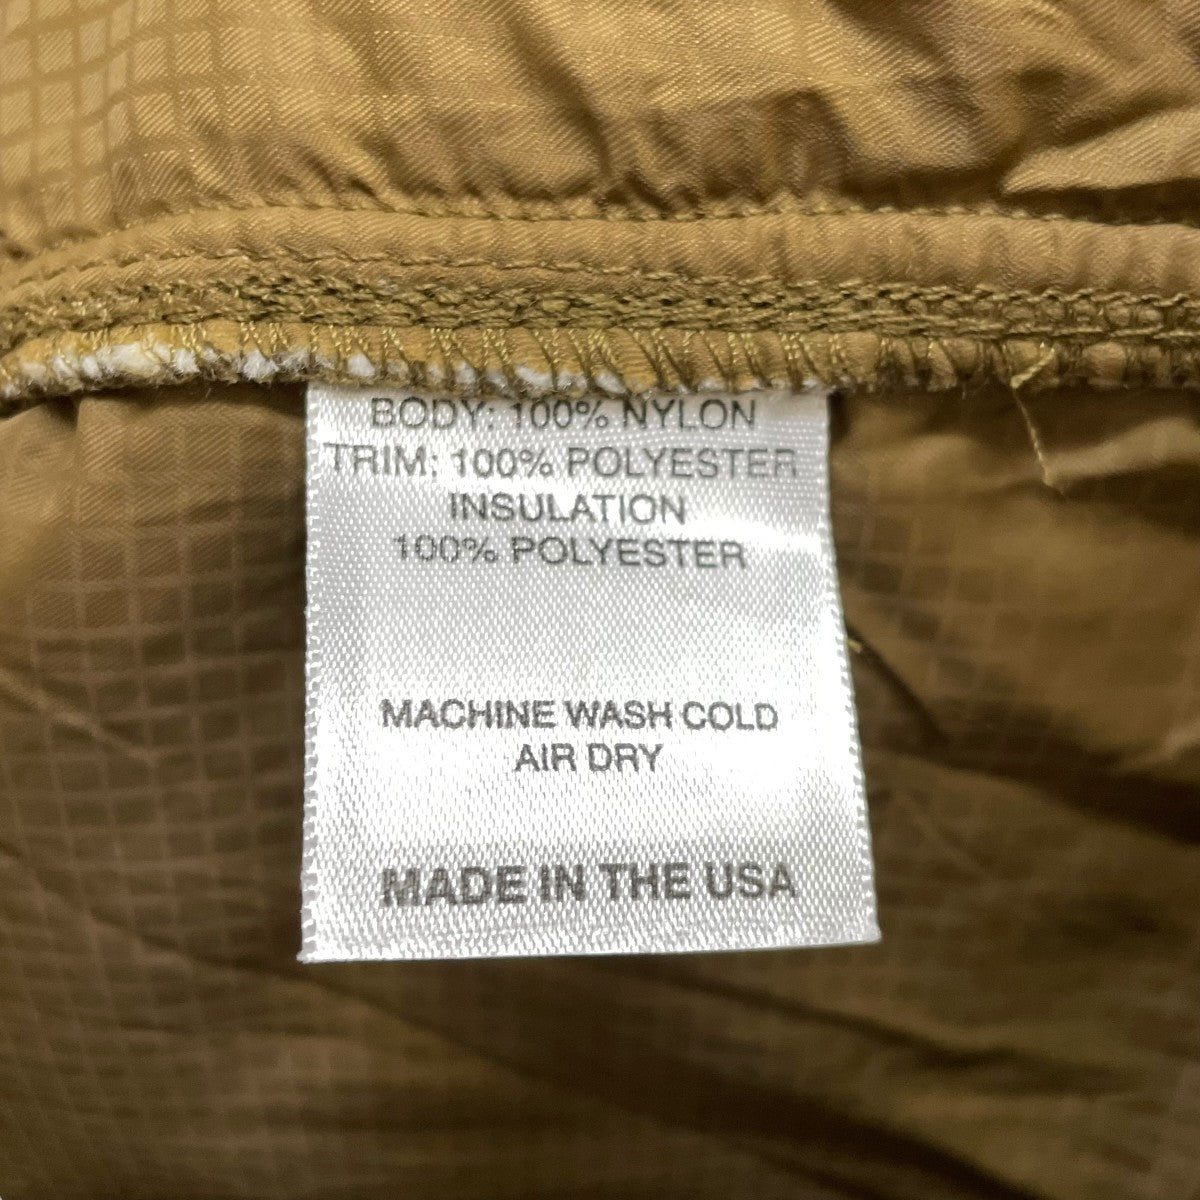 BODY: 100% NYLON
TRIM: 100% POLYESTER
INSULATION
100% POLYESTER
MACHINE WASH COLD
AIR DRY
MADE IN THE USA